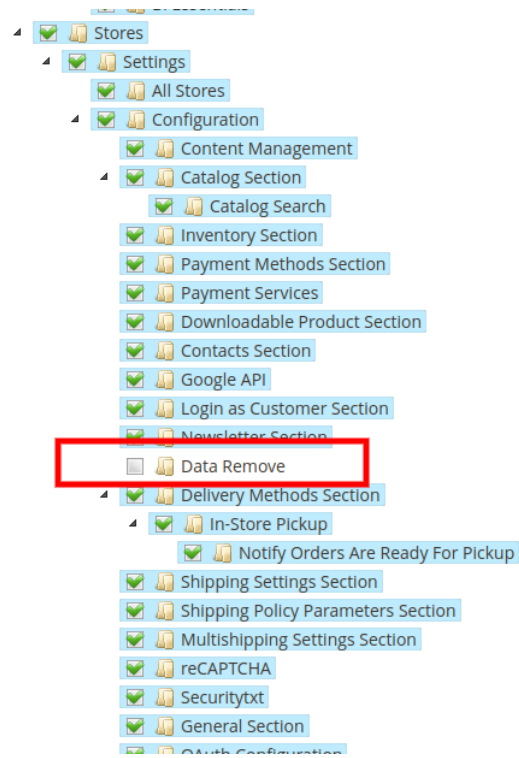 Stores
Settings
All Stores
Configuration
Content Management
Catalog Section
Catalog Search
Inventory Section
Payment Methods Section
Payment Services
Downloadable Product Section
Contacts Section
Google API
Login as Customer Section
Newsletter Section
Data Remove
Delivery Methods Section
In-Store Pickup
Notify Orders Are Ready For Pickup
Shipping Settings Section
Shipping Policy Parameters Section
Multishipping Settings Section
reCAPTCHA
Securitytxt
General Section
OAuth Configuration